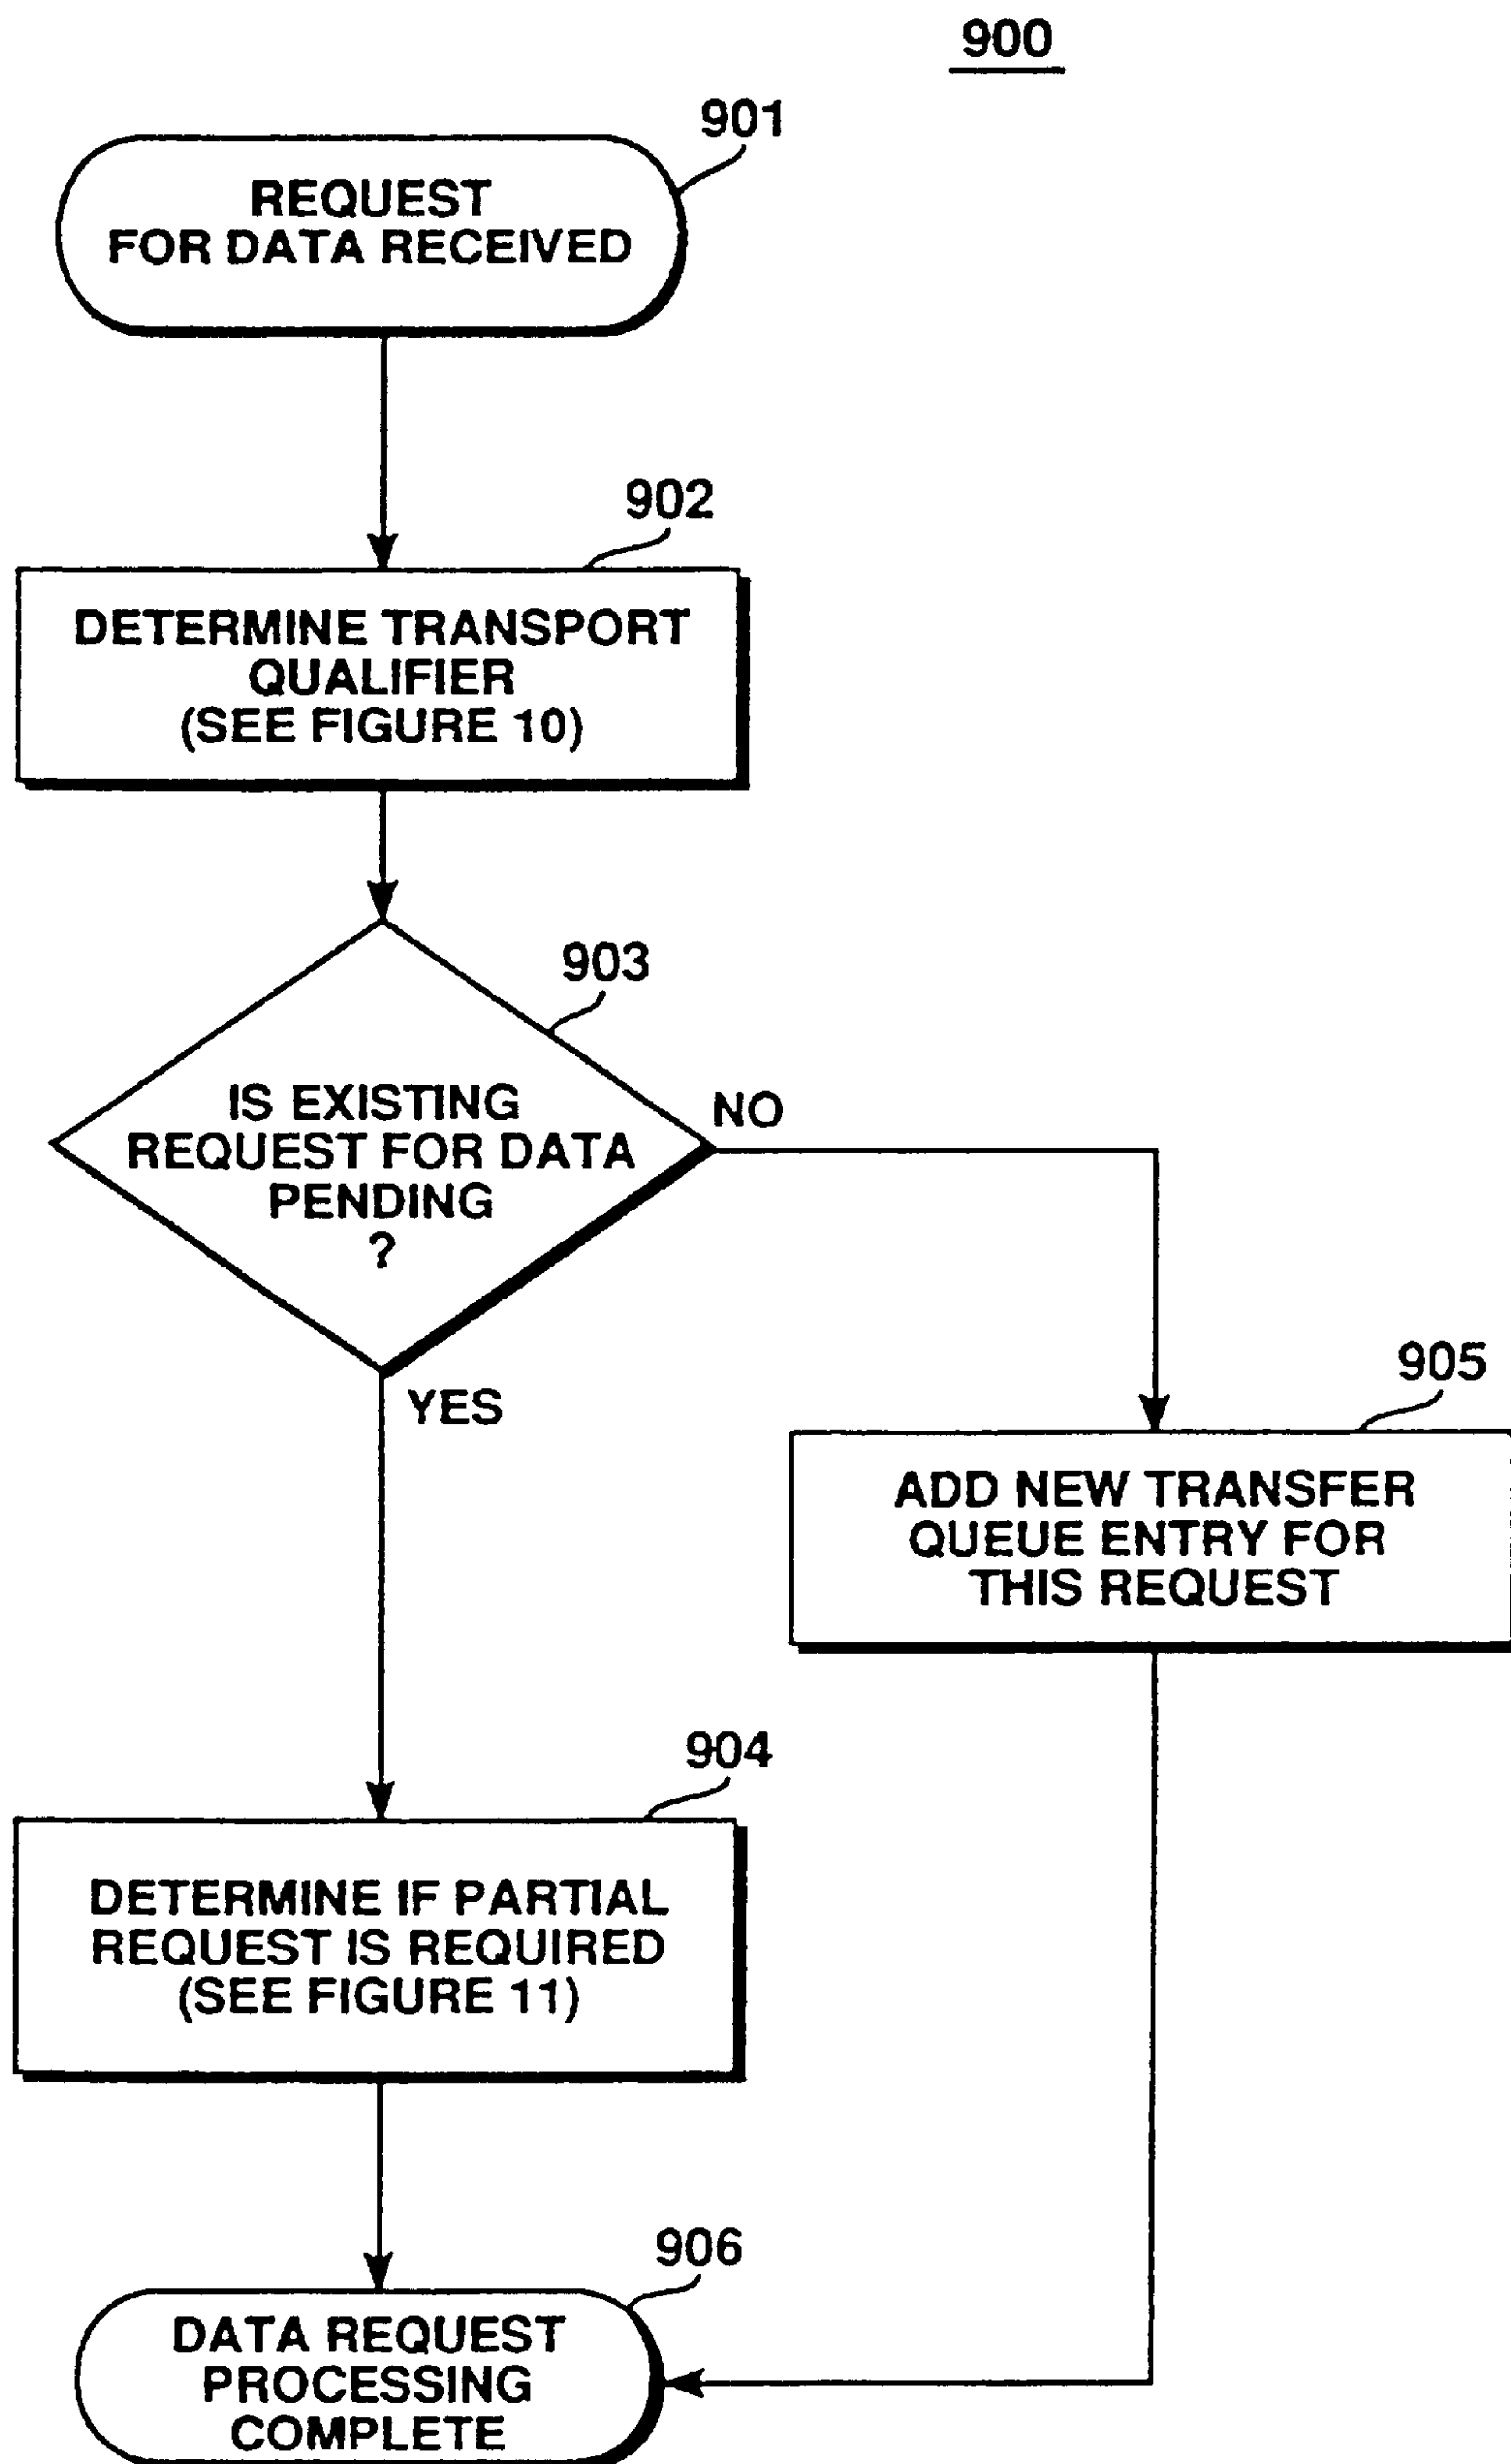 900
901
REQUEST
FOR DATA RECEIVED
902
DETERMINE TRANSPORT
QUALIFIER
(SEE FIGURE 10)
903
IS EXISTING
REQUEST FOR DATA
PENDING
?
NO
YES
905
ADD NEW TRANSFER
QUEUE ENTRY FOR
THIS REQUEST
904
DETERMINE IF PARTIAL
REQUEST IS REQUIRED
(SEE FIGURE 11)
906
DATA REQUEST
PROCESSING
COMPLETE